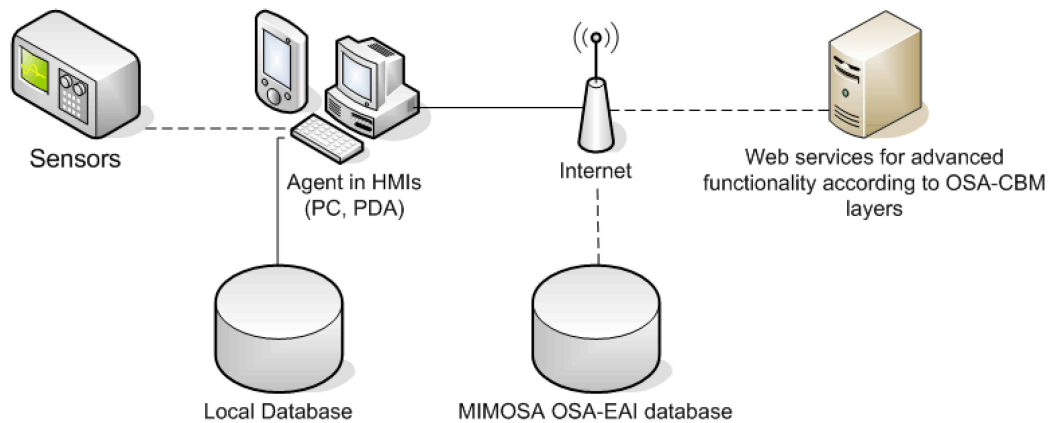 Sensors
Agent in HMIs
(PC, PDA)
Internet
Web services for advanced
functionality according to OSA-CBM
layers
Local Database
MIMOSA OSA-EAI database